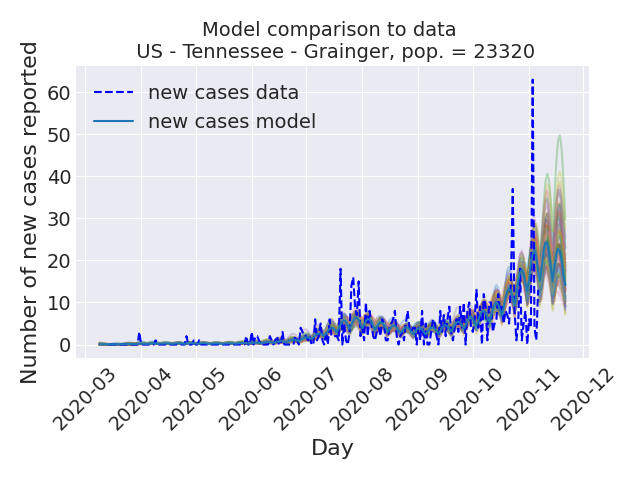 Model comparison to data
US - Tennessee - Grainger, pop. = 23320
Number of new cases reported
60
50
40
30
20
10
0
new cases data
new cases model
2020-03
2020-04
2020-05
2020-06
2020-07
2020-08
2020-09
2020-10
2020-11
2020-12
Day